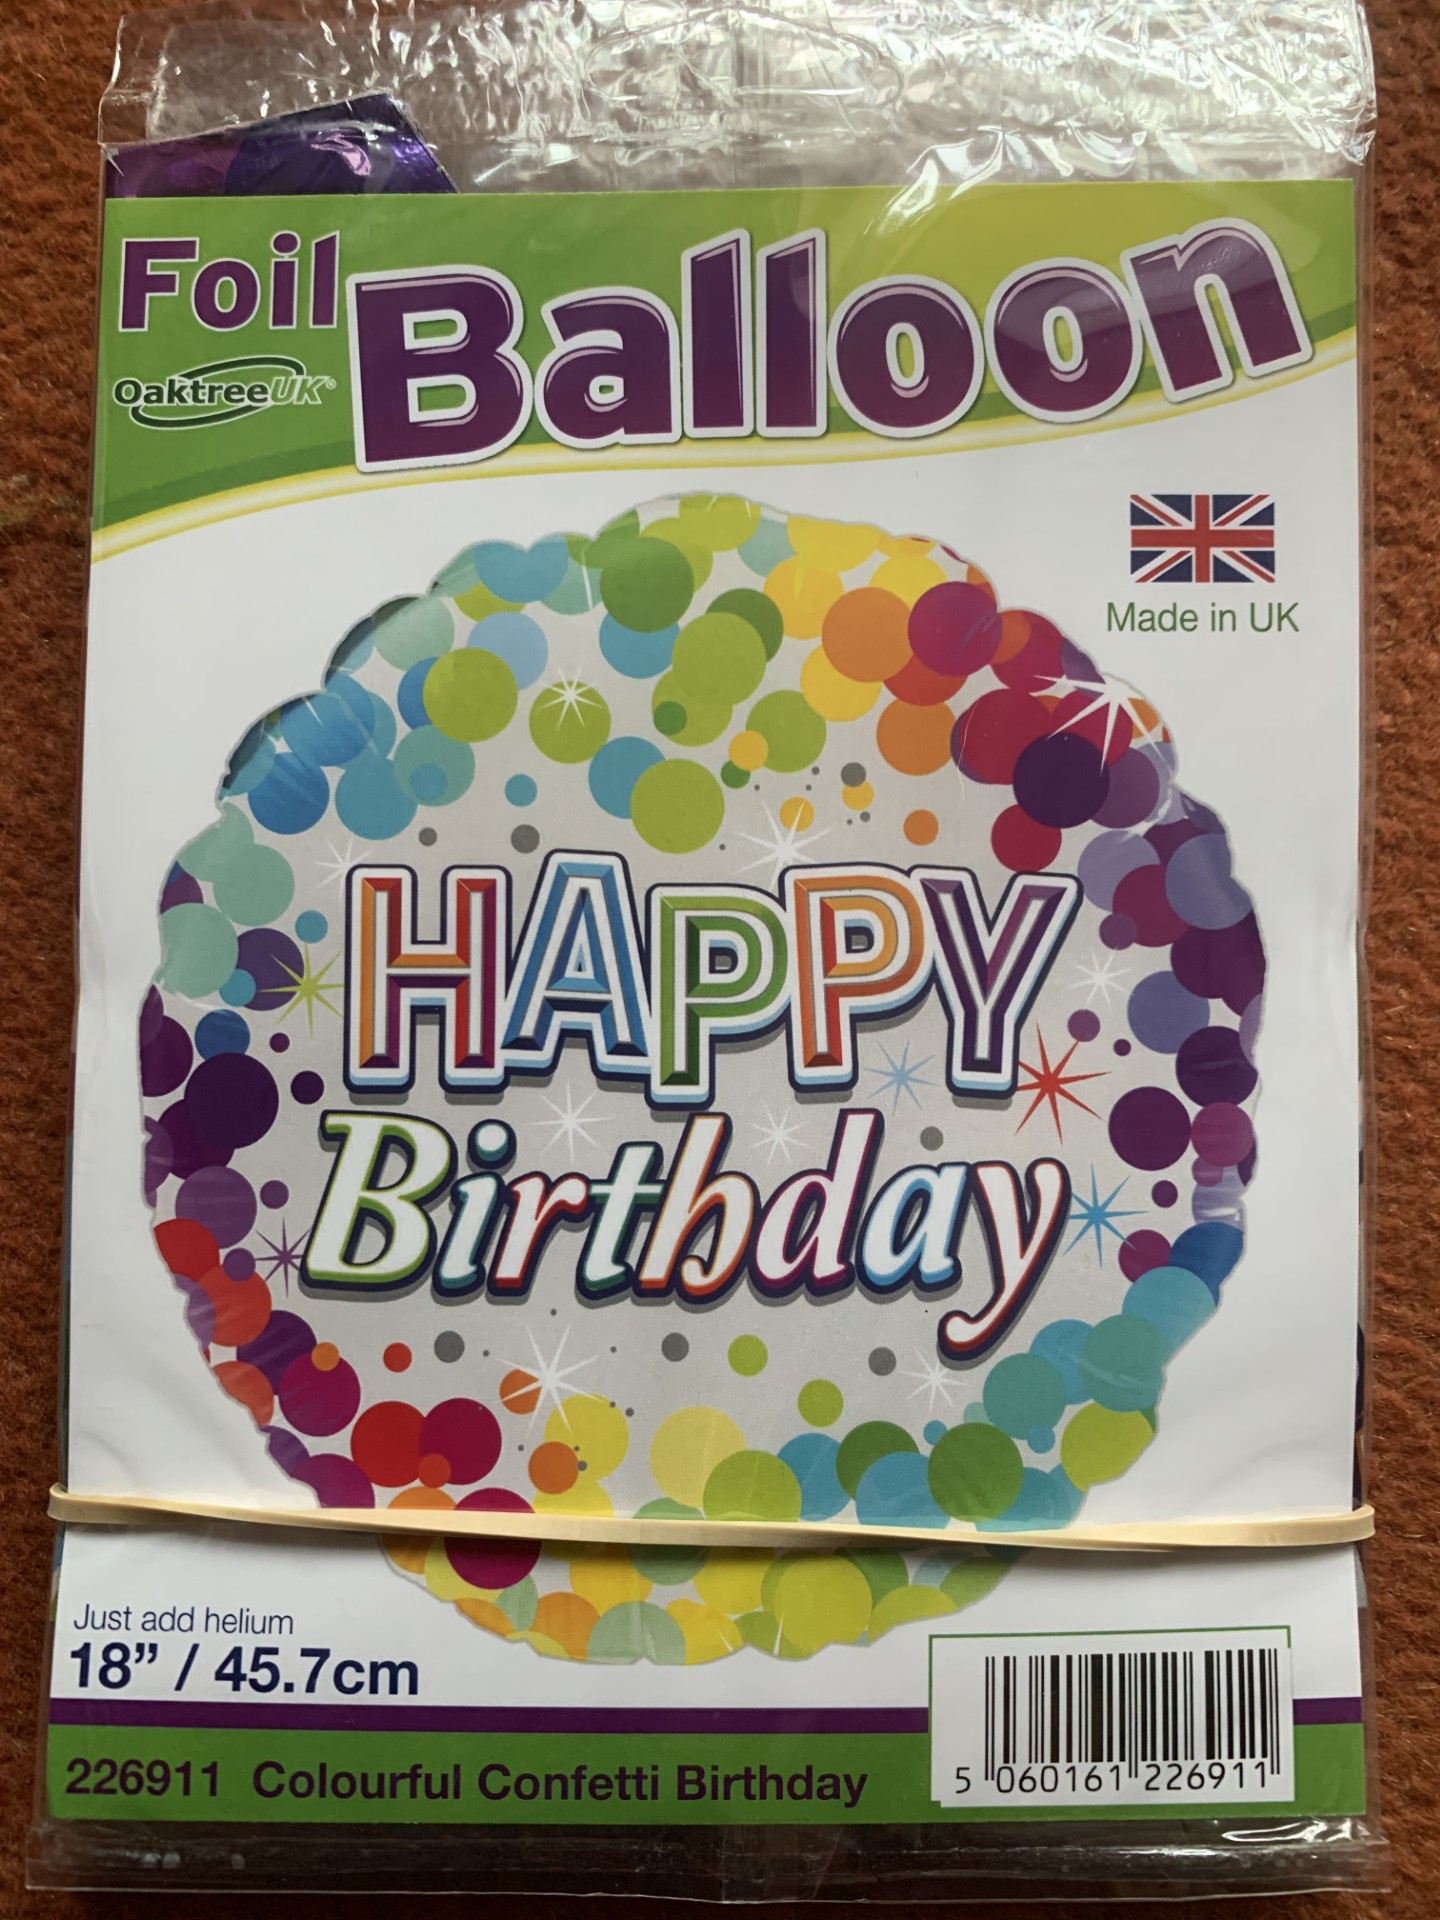 Foil Balloon
OaktreeUK®
Made in UK
HAPPY
Birthday
Just add helium
18” / 45.7cm
226911 Colourful Confetti Birthday
5 060161 226911